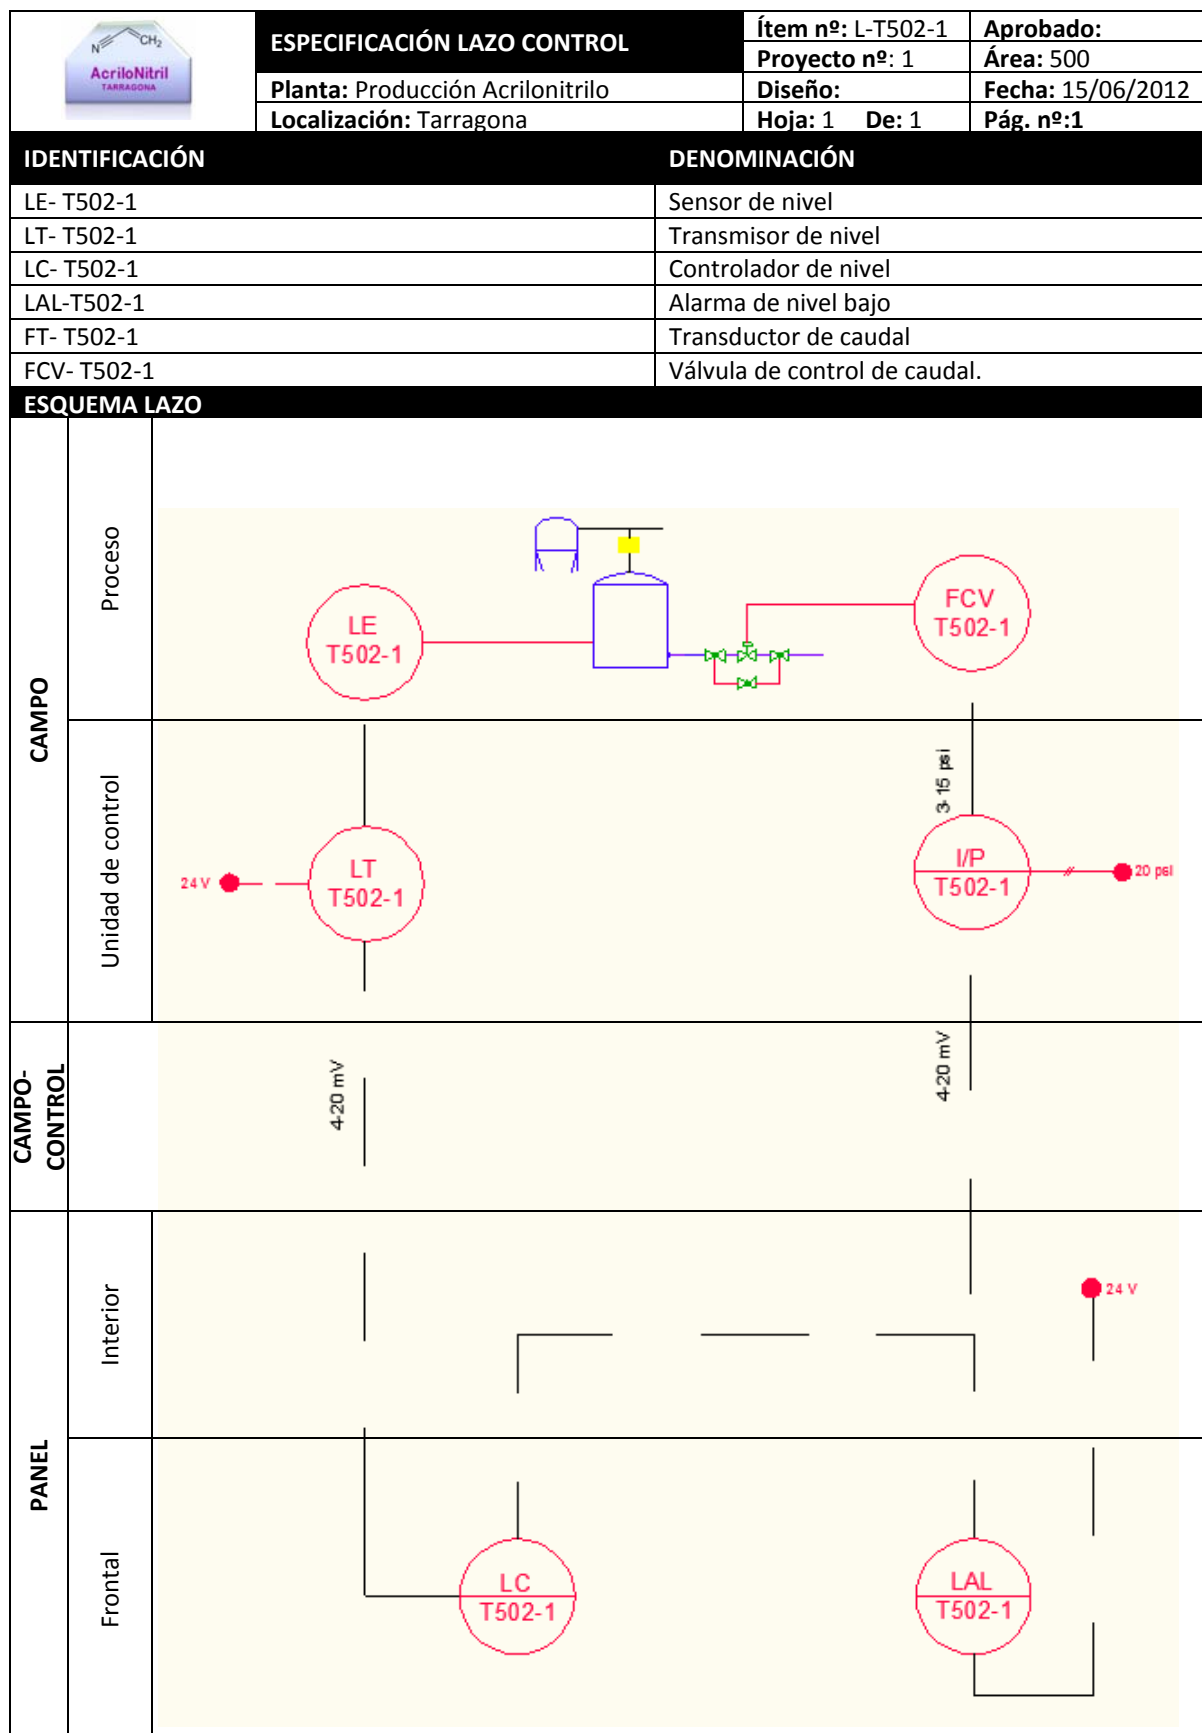 N
CH2
AcriloNitril
TARRAGONA
ESPECIFICACIÓN LAZO CONTROL
Ítem nº: L-T502-1
Aprobado:
Proyecto nº: 1
Área: 500
Planta: Producción Acrilonitrilo
Diseño:
Fecha: 15/06/2012
Localización: Tarragona
Hoja: 1 De: 1
Pág. nº:1
IDENTIFICACIÓN
DENOMINACIÓN
LE- T502-1
Sensor de nivel
LT- T502-1
Transmisor de nivel
LC- T502-1
Controlador de nivel
LAL-T502-1
Alarma de nivel bajo
FT- T502-1
Transductor de caudal
FCV- T502-1
Válvula de control de caudal.
ESQUEMA LAZO
CAMPO
Proceso
LE
T502-1
FCV
T502-1
Unidad de control
3-15 psi
24 V
LT
T502-1
I/P
T502-1
20 psi
CAMPO-
CONTROL
4-20 mV
4-20 mV
PANEL
Interior
24 V
Frontal
LC
T502-1
LAL
T502-1